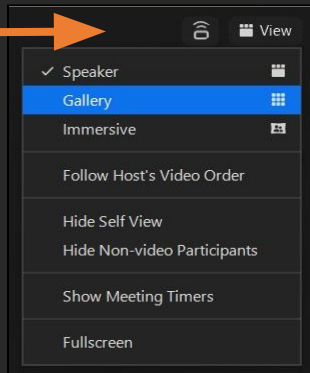 View
Speaker
Gallery
Immersive
Follow Host's Video Order
Hide Self View
Hide Non-video Participants
Show Meeting Timers
Fullscreen